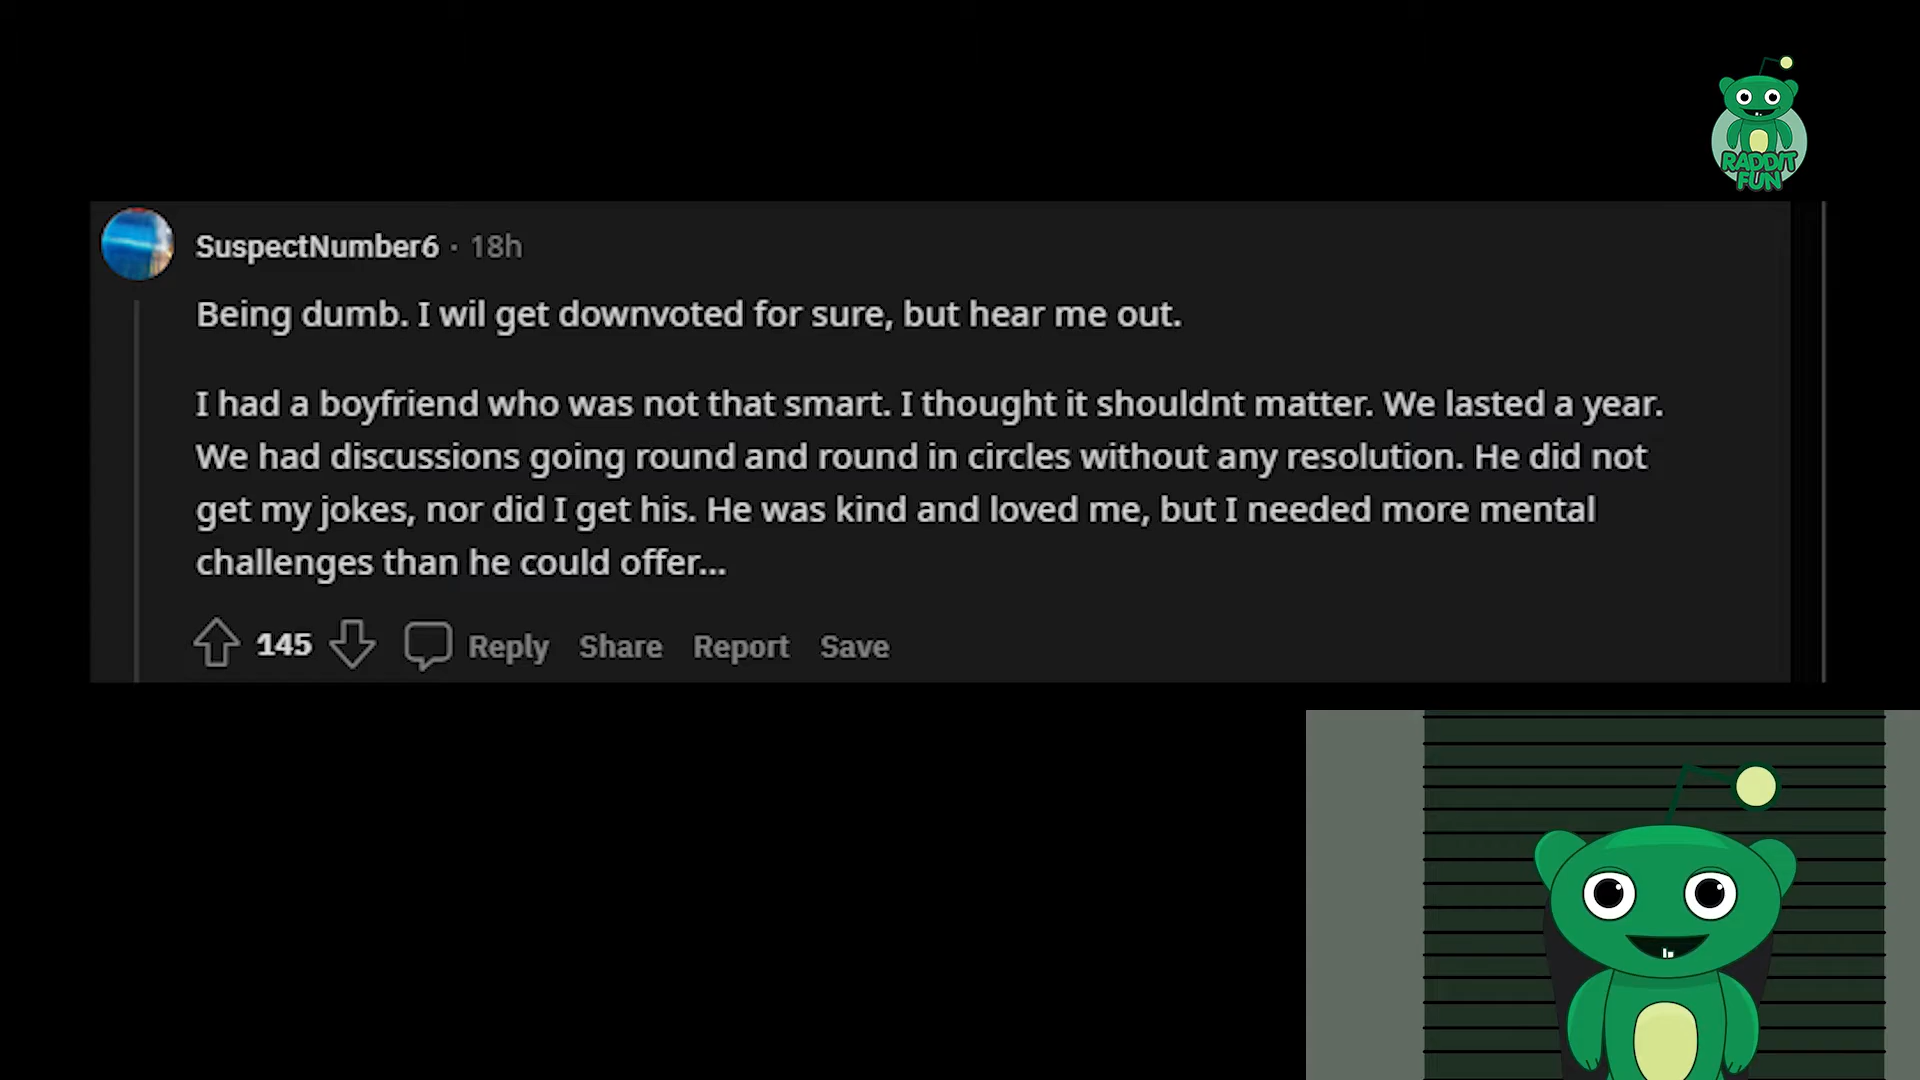 RADDIT
FUN
SuspectNumber6 · 18h
Being dumb. I wil get downvoted for sure, but hear me out.
I had a boyfriend who was not that smart. I thought it shouldnt matter. We lasted a year.
We had discussions going round and round in circles without any resolution. He did not
get my jokes, nor did I get his. He was kind and loved me, but I needed more mental
challenges than he could offer...
145 Reply Share Report Save